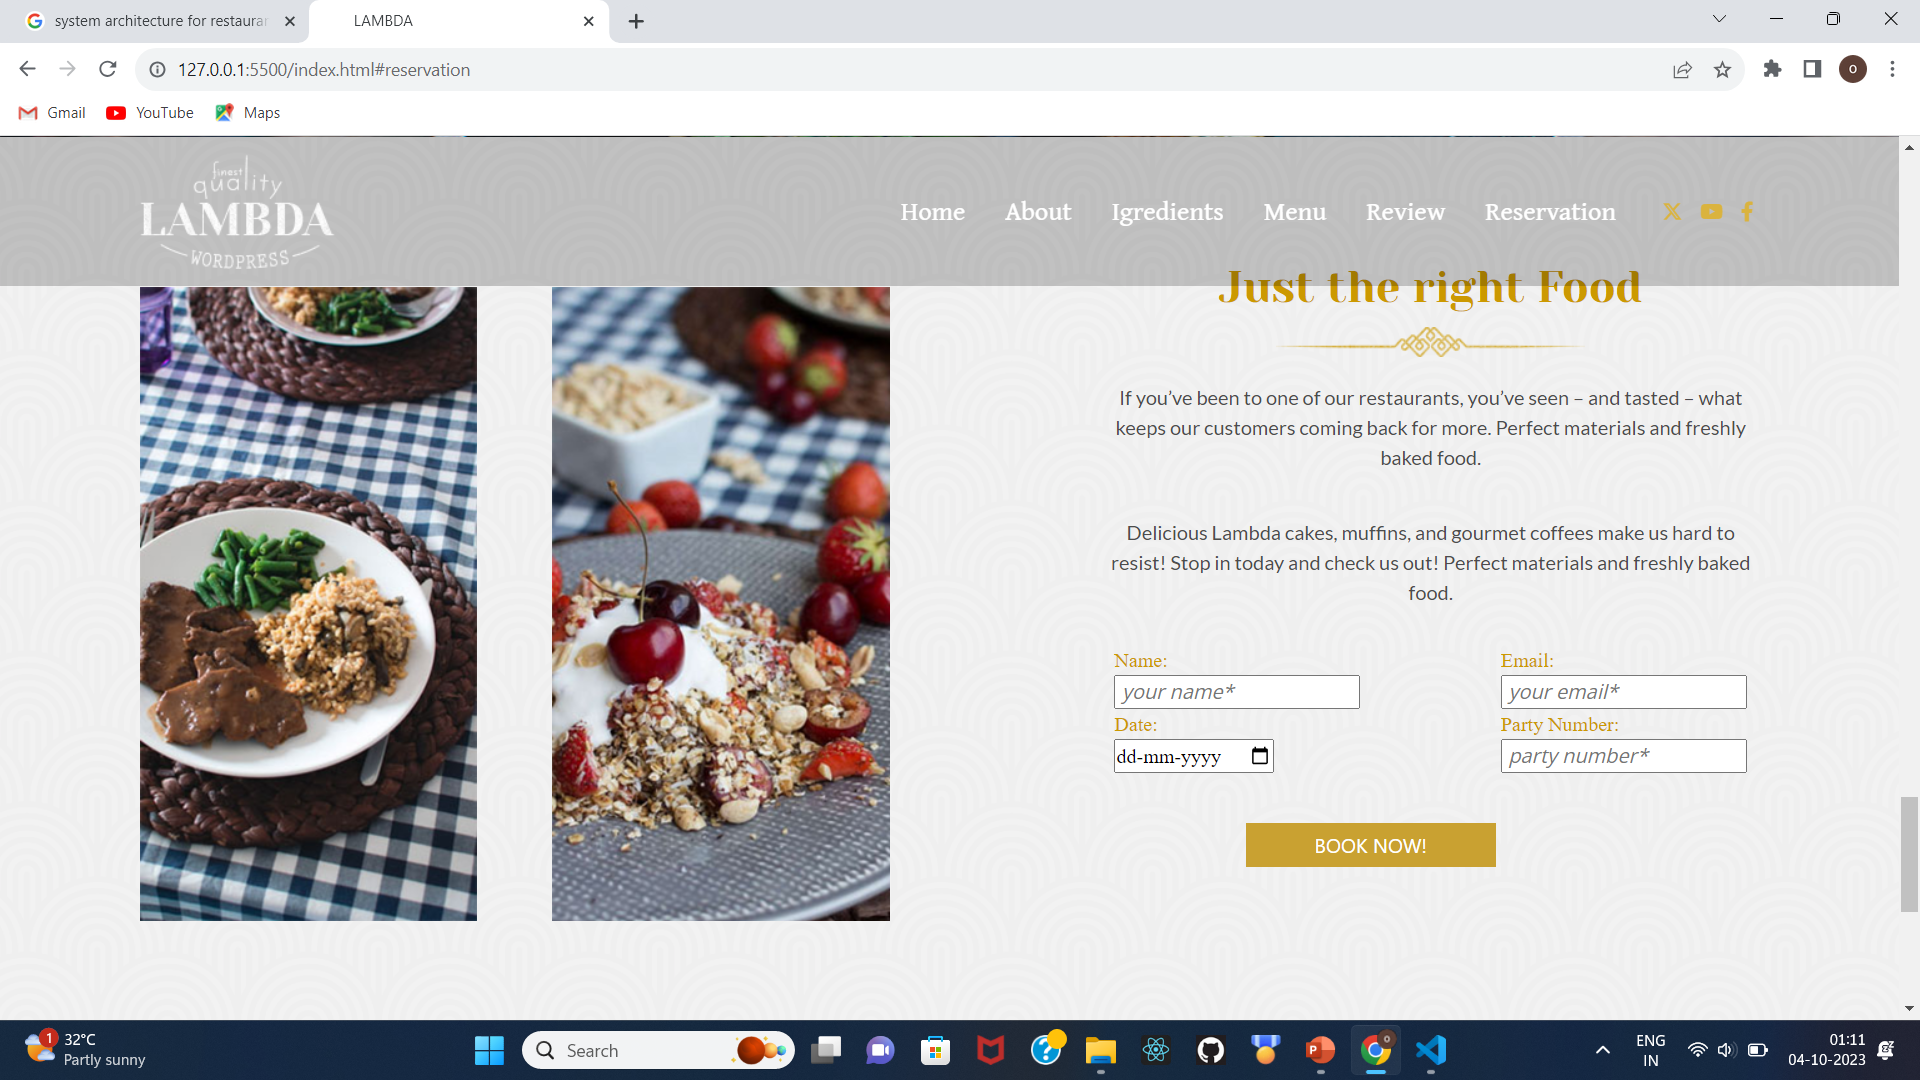 system architecture for restaurar
LAMBDA
127.0.0.1:5500/index.html#reservation
O
Gmail
YouTube
Maps
finest
quality
LAMBDA
WORDPRESS
Home
About
Igredients
Menu
Review
Reservation
Just the right Food
If you’ve been to one of our restaurants, you’ve seen – and tasted – what
keeps our customers coming back for more. Perfect materials and freshly
baked food.
Delicious Lambda cakes, muffins, and gourmet coffees make us hard to
resist! Stop in today and check us out! Perfect materials and freshly baked
food.
Name:
Email:
your name*
your email*
Date:
Party Number:
dd-mm-yyyy
party number*
BOOK NOW!
1
32°C
Partly sunny
Search
ENG
IN
01:11
04-10-2023